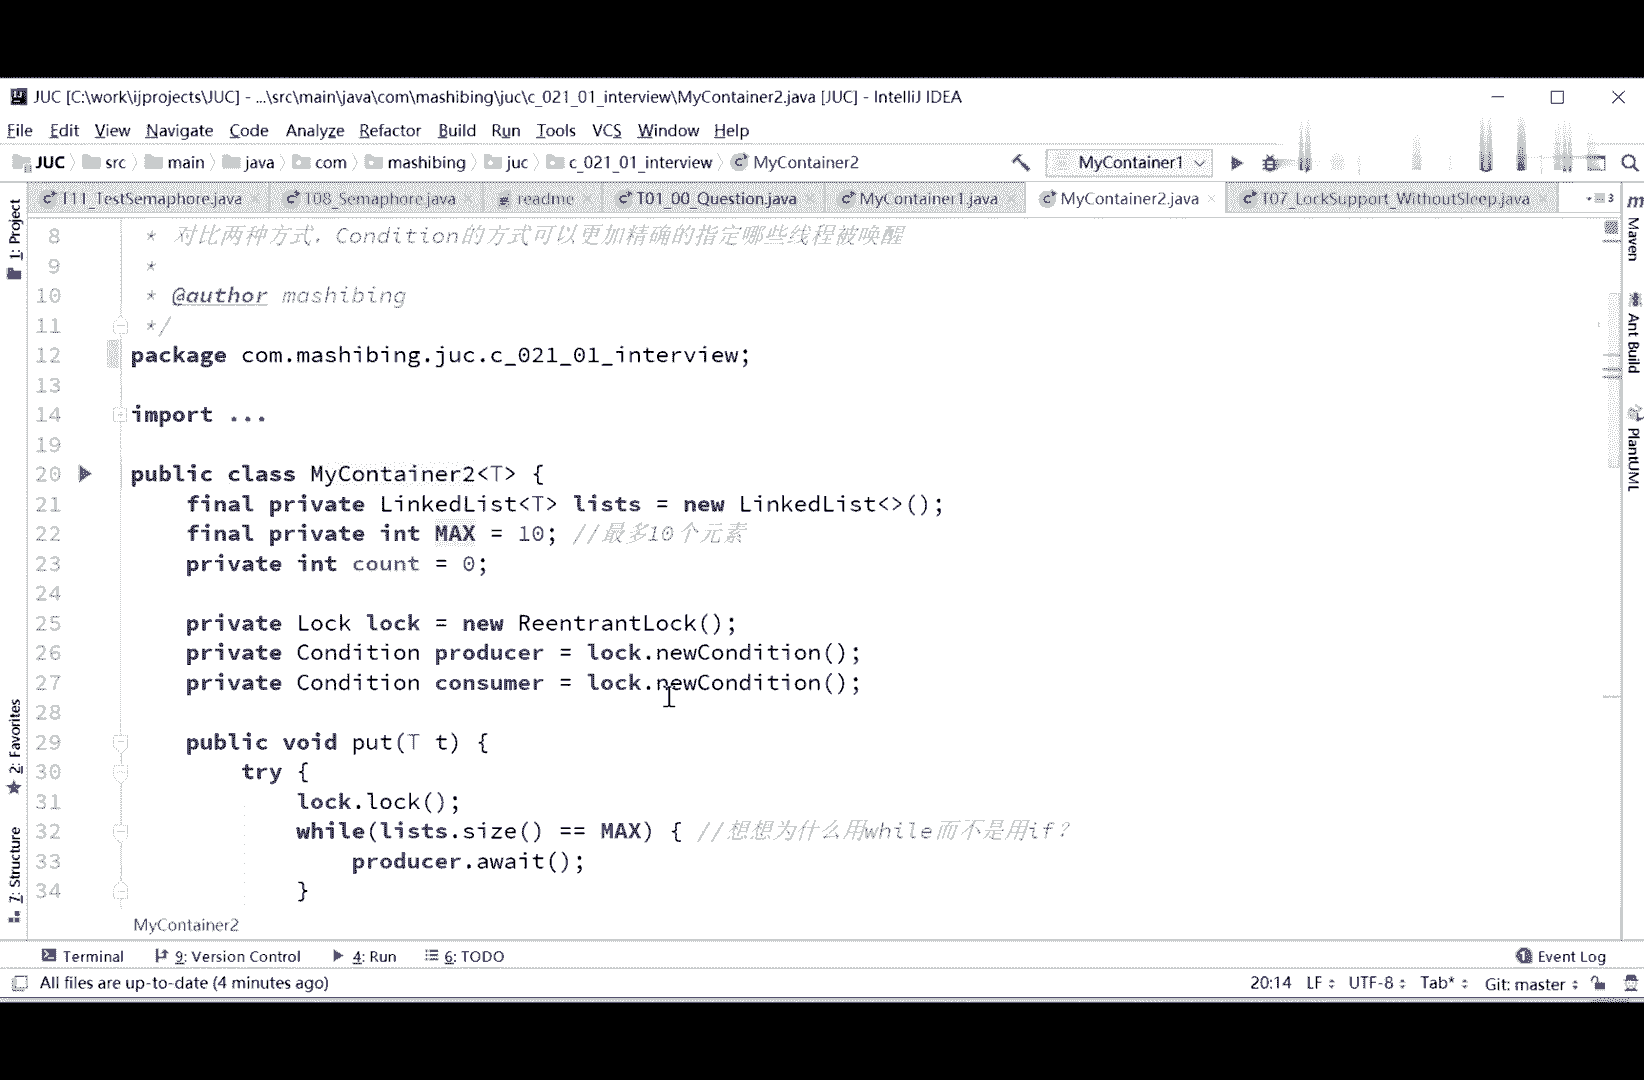 JUC [C:\work\ijprojects\JUC] - ...\src\main\java\com\mashibing\juc\c_021_01_interview\MyContainer2.java [JUC] - IntelliJ IDEA
File Edit View Navigate Code Analyze Refactor Build Run Tools VCS Window Help
JUC src main java com mashibing juc c_021_01_interview MyContainer2 MyContainer1
T11_TestSemaphore.java T08_Semaphore.java readme T01_00_Question.java MyContainer1.java MyContainer2.java T07_LockSupport_WithoutSleep.java 3
1: Project
2: Favorites
7: Structure
m Maven
Ant Build
PlantUML
8 * 对比两种方式，Condition的方式可以更加精确的指定哪些线程被唤醒
9 *
10 * @author mashibing
11 */
12 package com.mashibing.juc.c_021_01_interview;
13
14 import ...
19
20 public class MyContainer2<T> {
21 final private LinkedList<T> lists = new LinkedList<>();
22 final private int MAX = 10; //最多10个元素
23 private int count = 0;
24
25 private Lock lock = new ReentrantLock();
26 private Condition producer = lock.newCondition();
27 private Condition consumer = lock.newCondition();
28
29 public void put(T t) {
30 try {
31 lock.lock();
32 while(lists.size() == MAX) { //想想为什么用while而不是用if？
33 producer.await();
34 }
MyContainer2
Terminal 9: Version Control 4: Run 6: TODO 1 Event Log
All files are up-to-date (4 minutes ago) 20:14 LF UTF-8 Tab* Git: master